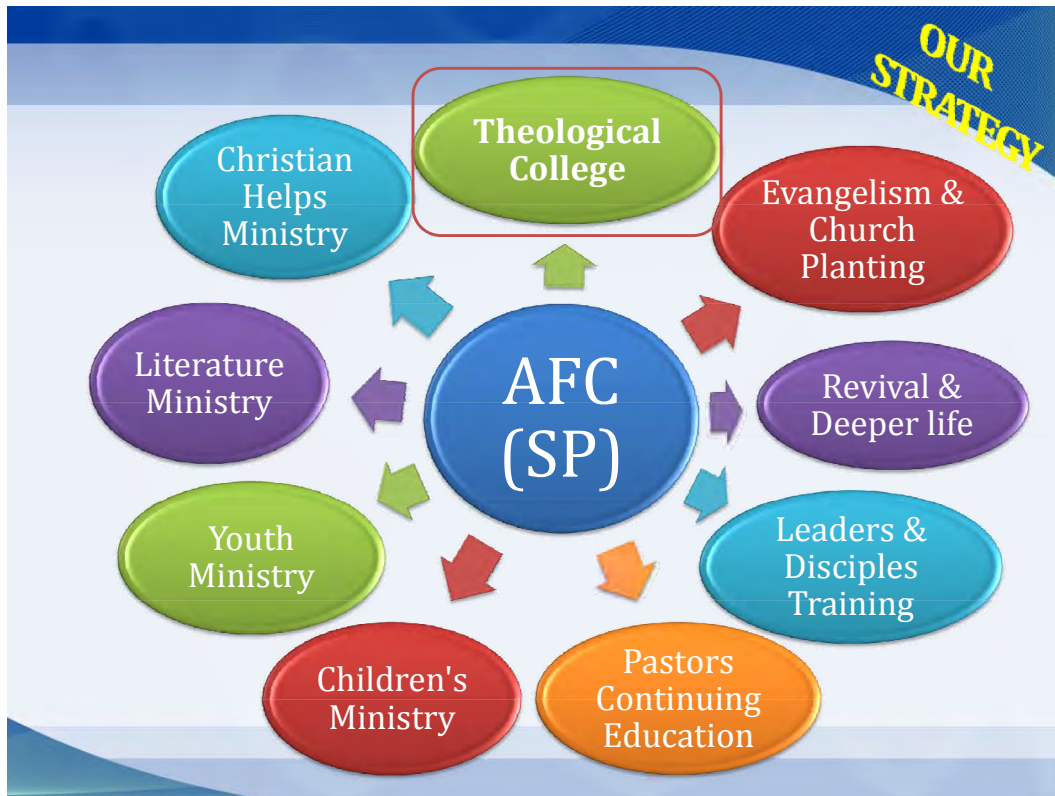 OUR
STRATEGY
Theological
College
Evangelism &
Church
Planting
Revival &
Deeper life
Leaders &
Disciples
Training
Pastors
Continuing
Education
Children's
Ministry
Youth
Ministry
Literature
Ministry
Christian
Helps
Ministry
AFC
(SP)